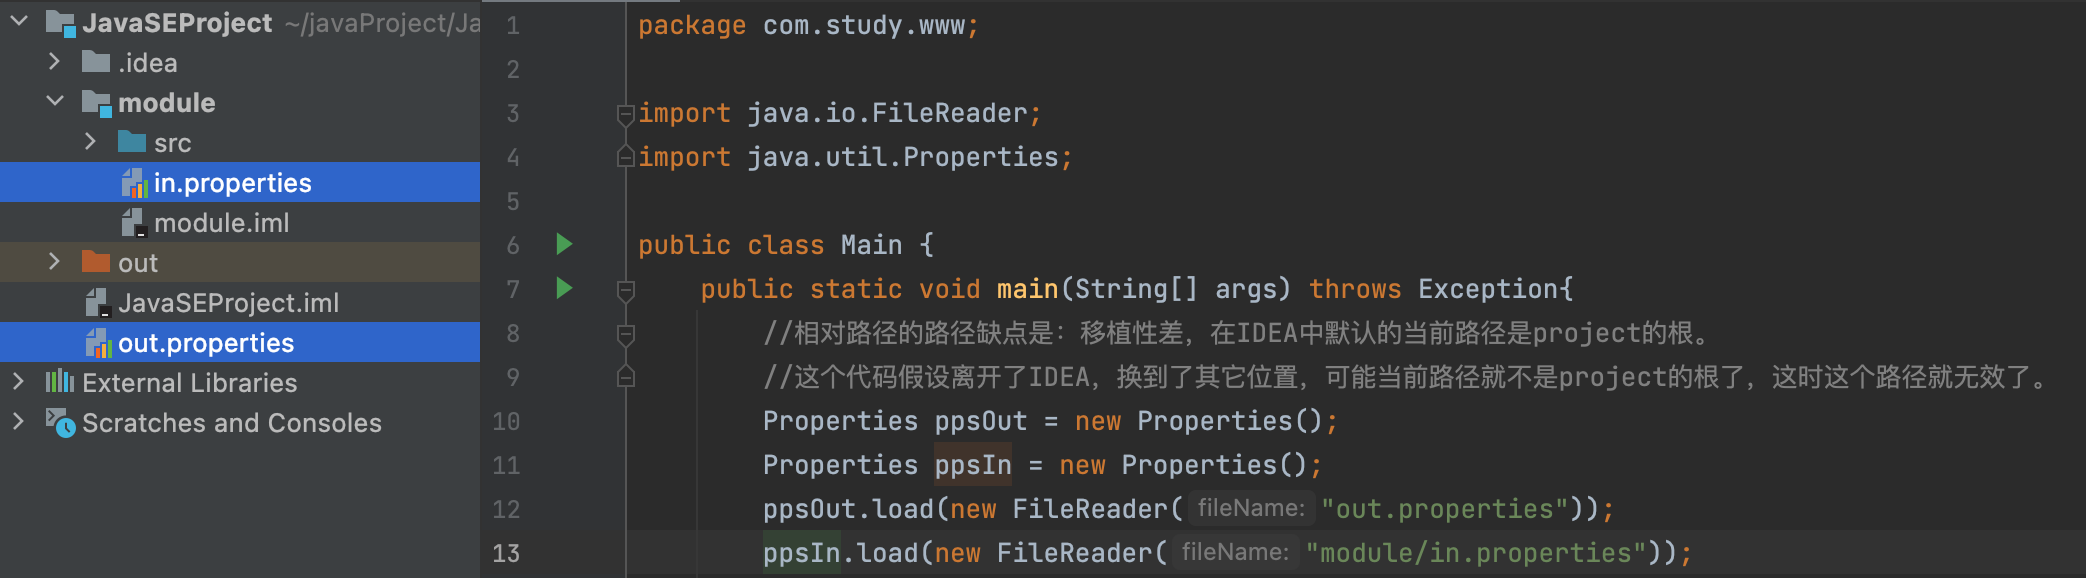 JavaSEProject ~/javaProject/Ja
.idea
module
src
in.properties
module.iml
out
JavaSEProject.iml
out.properties
External Libraries
Scratches and Consoles
1 package com.study.www;
2
3 import java.io.FileReader;
4 import java.util.Properties;
5
6 public class Main {
7 public static void main(String[] args) throws Exception{
8 //相对路径的路径缺点是：移植性差，在IDEA中默认的当前路径是project的根。
9 //这个代码假设离开了IDEA，换到了其它位置，可能当前路径就不是project的根了，这时这个路径就无效了。
10 Properties ppsOut = new Properties();
11 Properties ppsIn = new Properties();
12 ppsOut.load(new FileReader( fileName: "out.properties"));
13 ppsIn.load(new FileReader( fileName: "module/in.properties"));